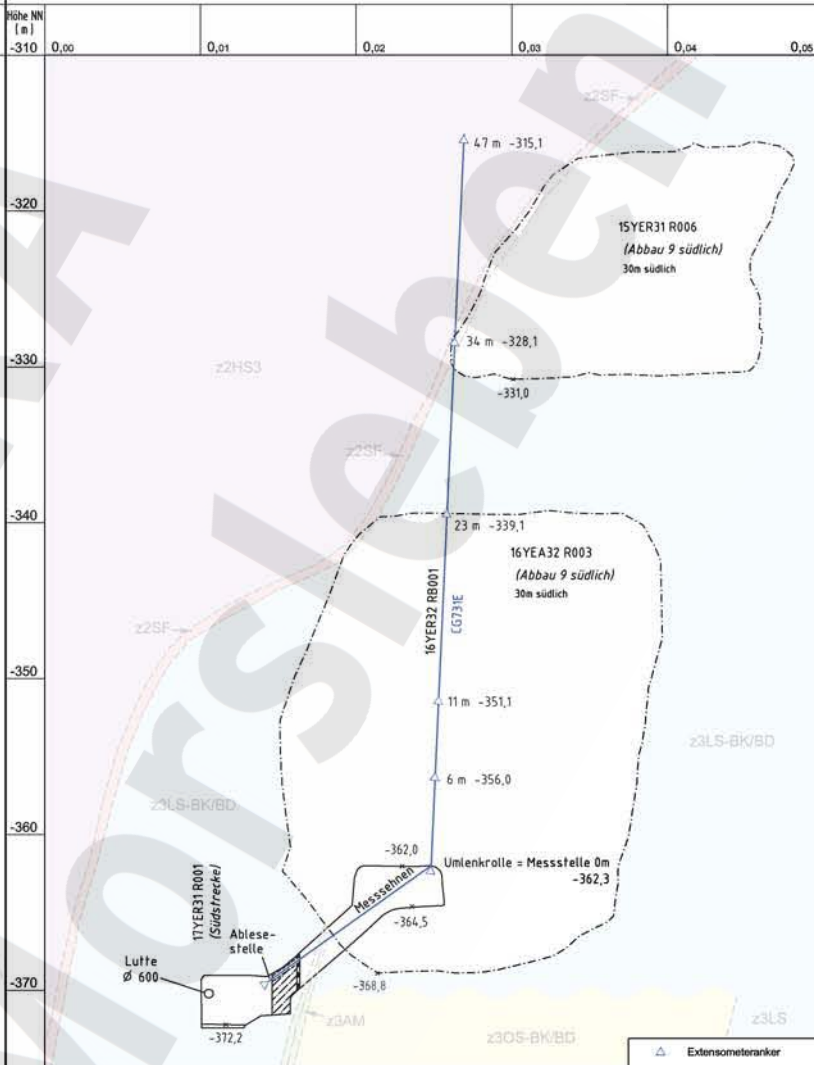 Höhe NN
[m]
-310
0,00
0,01
0,02
0,03
0,04
0,05
z2SF
47 m -315,1
-320
15YER31 R006
(Abbau 9 südlich)
30m südlich
34 m -328,1
-330
z2HS3
-331,0
z2SF
-340
23 m -339,1
16YEA32 R003
(Abbau 9 südlich)
30m südlich
16YER32 RB001
CG731E
z2SF
-350
11 m -351,1
z3LS-BK/BD
6 m -356,0
z3LS-BK/BD
-360
-362,0
Umlenkrolle = Messstelle 0m
-362,3
Messsehnen
-364,5
17YER31 R001
(Südstrecke)
Ablese-
stelle
Lutte
Ø 600
-370
-368,8
-372,2
z3AM
z3OS-BK/BD
z3LS
Extensometeranker
Morsleben